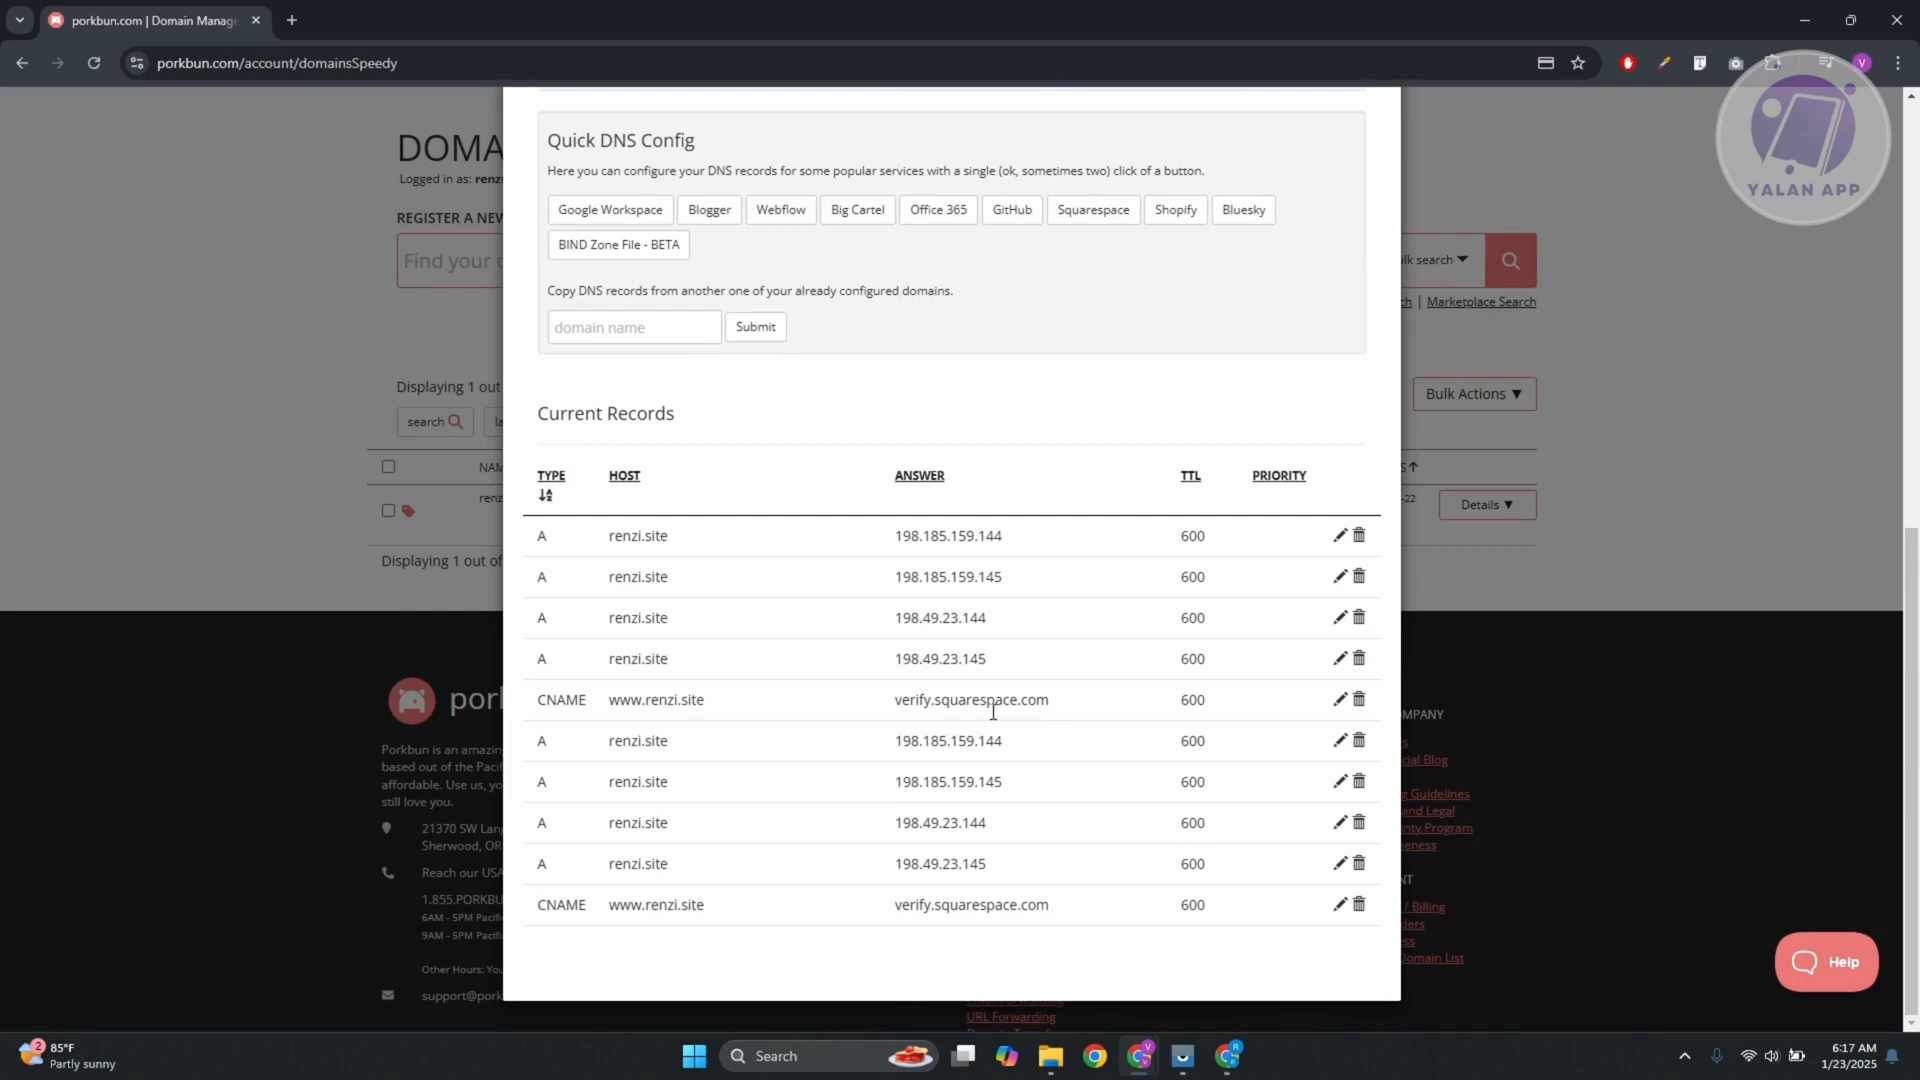 porkbun.com | Domain Manag
porkbun.com/account/domainsSpeedy
V
YALAN APP
DOMA
Logged in as: renz
REGISTER A NEW
Find your
lk search
Marketplace Search
Quick DNS Config
Here you can configure your DNS records for some popular services with a single (ok, sometimes two) click of a button.
Google Workspace Blogger Webflow Big Cartel Office 365 GitHub Squarespace Shopify Bluesky
BIND Zone File - BETA
Copy DNS records from another one of your already configured domains.
domain name Submit
Displaying 1 out
Bulk Actions
search
la
Current Records
NAM
TYPE HOST ANSWER TTL PRIORITY
renz
-22
Details
Displaying 1 out of
A renzi.site 198.185.159.144 600
A renzi.site 198.185.159.145 600
A renzi.site 198.49.23.144 600
A renzi.site 198.49.23.145 600
CNAME www.renzi.site verify.squarespace.com 600
A renzi.site 198.185.159.144 600
A renzi.site 198.185.159.145 600
A renzi.site 198.49.23.144 600
A renzi.site 198.49.23.145 600
CNAME www.renzi.site verify.squarespace.com 600
pork
Porkbun is an amazin
based out of the Pacif
affordable. Use us, yo
still love you.
21370 SW Lang
Sherwood, OR
Reach our USA
1.855.PORKBU
6AM - 5PM Pacifi
9AM - 5PM Pacifi
Other Hours: You
support@pork
MPANY
cial Blog
g Guidelines
and Legal
unty Program
eness
NT
/ Billing
ders
Domain List
URL Forwarding
Help
85°F
Partly sunny
2
Search
V
R
6:17 AM
1/23/2025